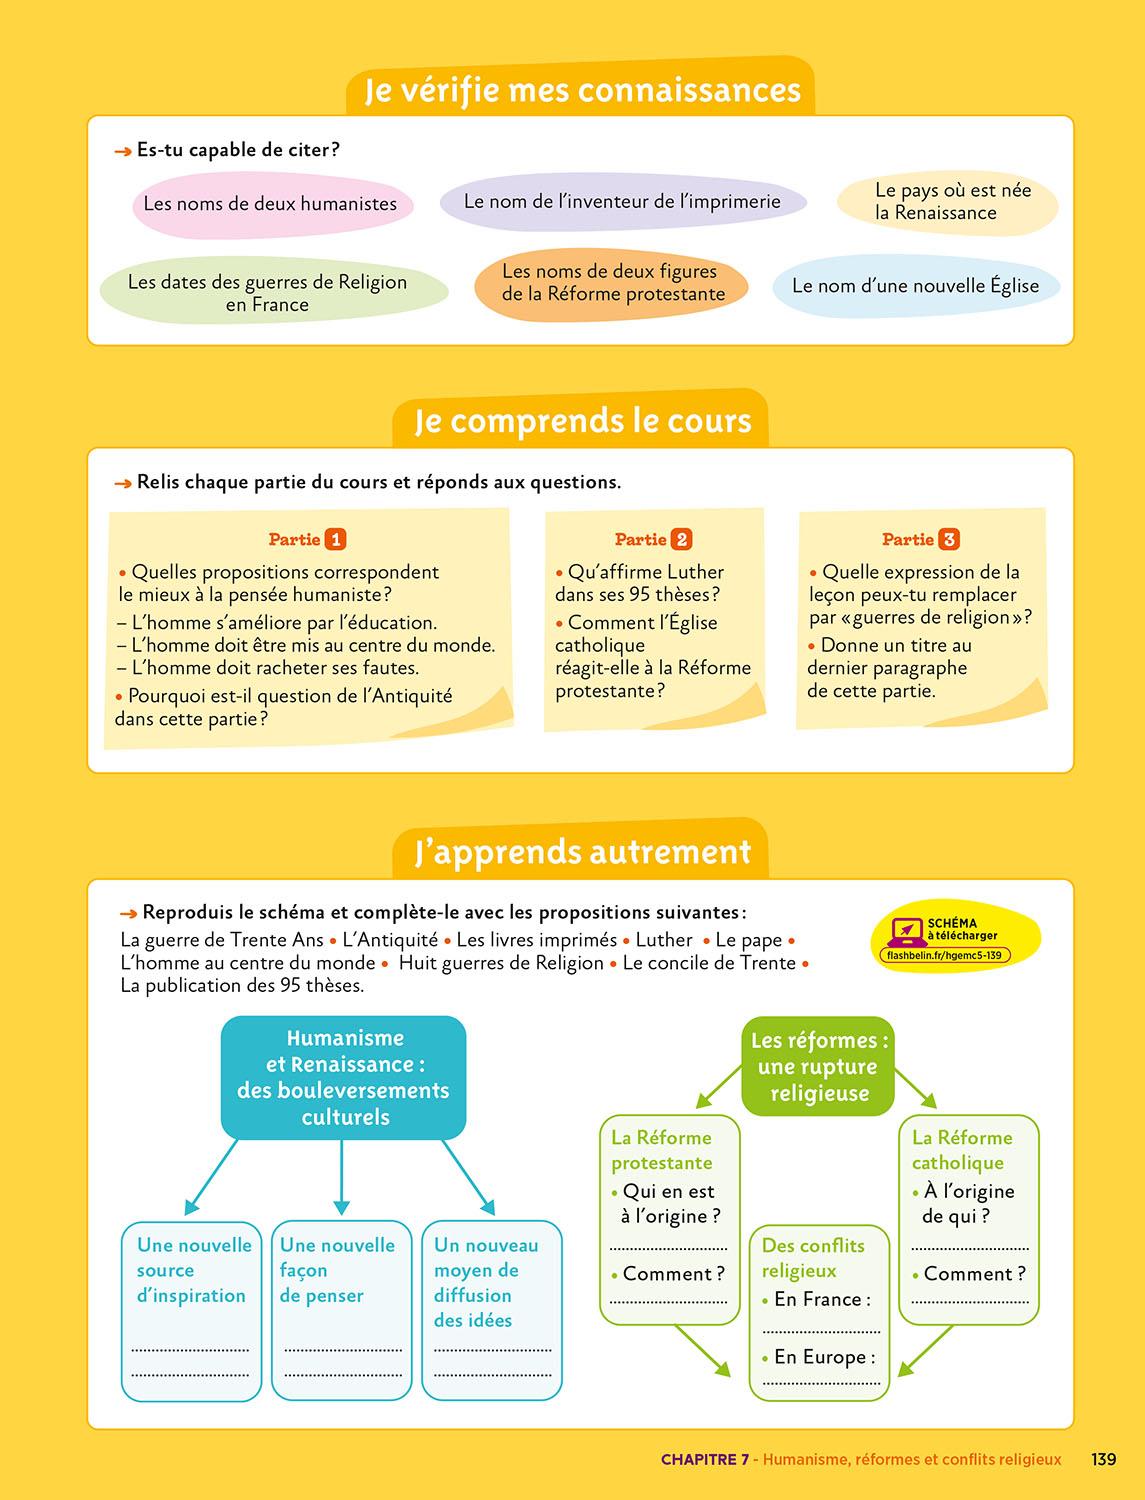 Je vérifie mes connaissances
➞ Es-tu capable de citer ?
Les noms de deux humanistes
Le nom de l'inventeur de l'imprimerie
Le pays où est née
la Renaissance
Les dates des guerres de Religion
en France
Les noms de deux figures
de la Réforme protestante
Le nom d'une nouvelle Église
Je comprends le cours
➞ Relis chaque partie du cours et réponds aux questions.
Partie 1
• Quelles propositions correspondent
le mieux à la pensée humaniste ?
– L'homme s'améliore par l'éducation.
– L'homme doit être mis au centre du monde.
– L'homme doit racheter ses fautes.
• Pourquoi est-il question de l'Antiquité
dans cette partie ?
Partie 2
• Qu'affirme Luther
dans ses 95 thèses ?
• Comment l'Église
catholique
réagit-elle à la Réforme
protestante ?
Partie 3
• Quelle expression de la
leçon peux-tu remplacer
par « guerres de religion » ?
• Donne un titre au
dernier paragraphe
de cette partie.
J'apprends autrement
➞ Reproduis le schéma et complète-le avec les propositions suivantes :
La guerre de Trente Ans • L'Antiquité • Les livres imprimés • Luther • Le pape •
L'homme au centre du monde • Huit guerres de Religion • Le concile de Trente •
La publication des 95 thèses.
SCHÉMA
à télécharger
flashbelin.fr/hgemc5-139
Humanisme
et Renaissance :
des bouleversements
culturels
Une nouvelle
source
d'inspiration
....................
....................
Une nouvelle
façon
de penser
....................
....................
Un nouveau
moyen de
diffusion
des idées
....................
....................
Les réformes :
une rupture
religieuse
La Réforme
protestante
• Qui en est
à l'origine ?
....................
• Comment ?
....................
Des conflits
religieux
• En France :
....................
• En Europe :
....................
La Réforme
catholique
• À l'origine
de qui ?
....................
• Comment ?
....................
CHAPITRE 7 - Humanisme, réformes et conflits religieux 139